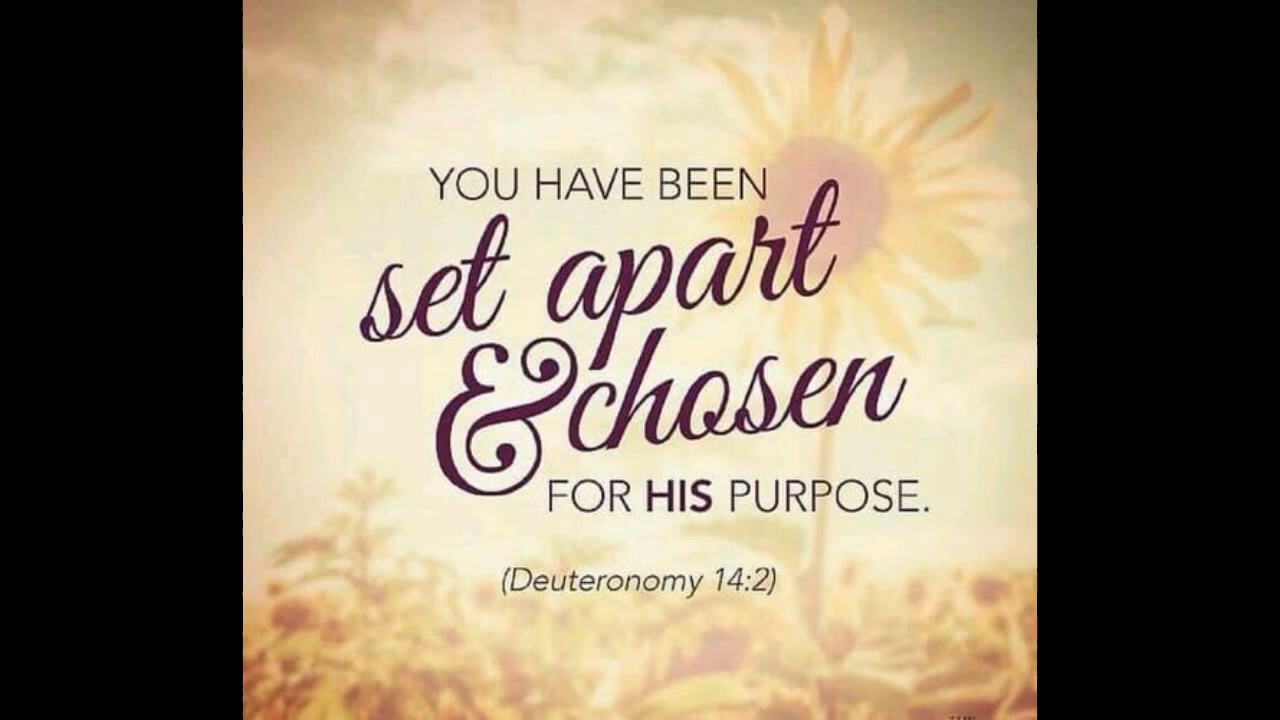 YOU HAVE BEEN
set apart
& chosen
FOR HIS PURPOSE.
(Deuteronomy 14:2)